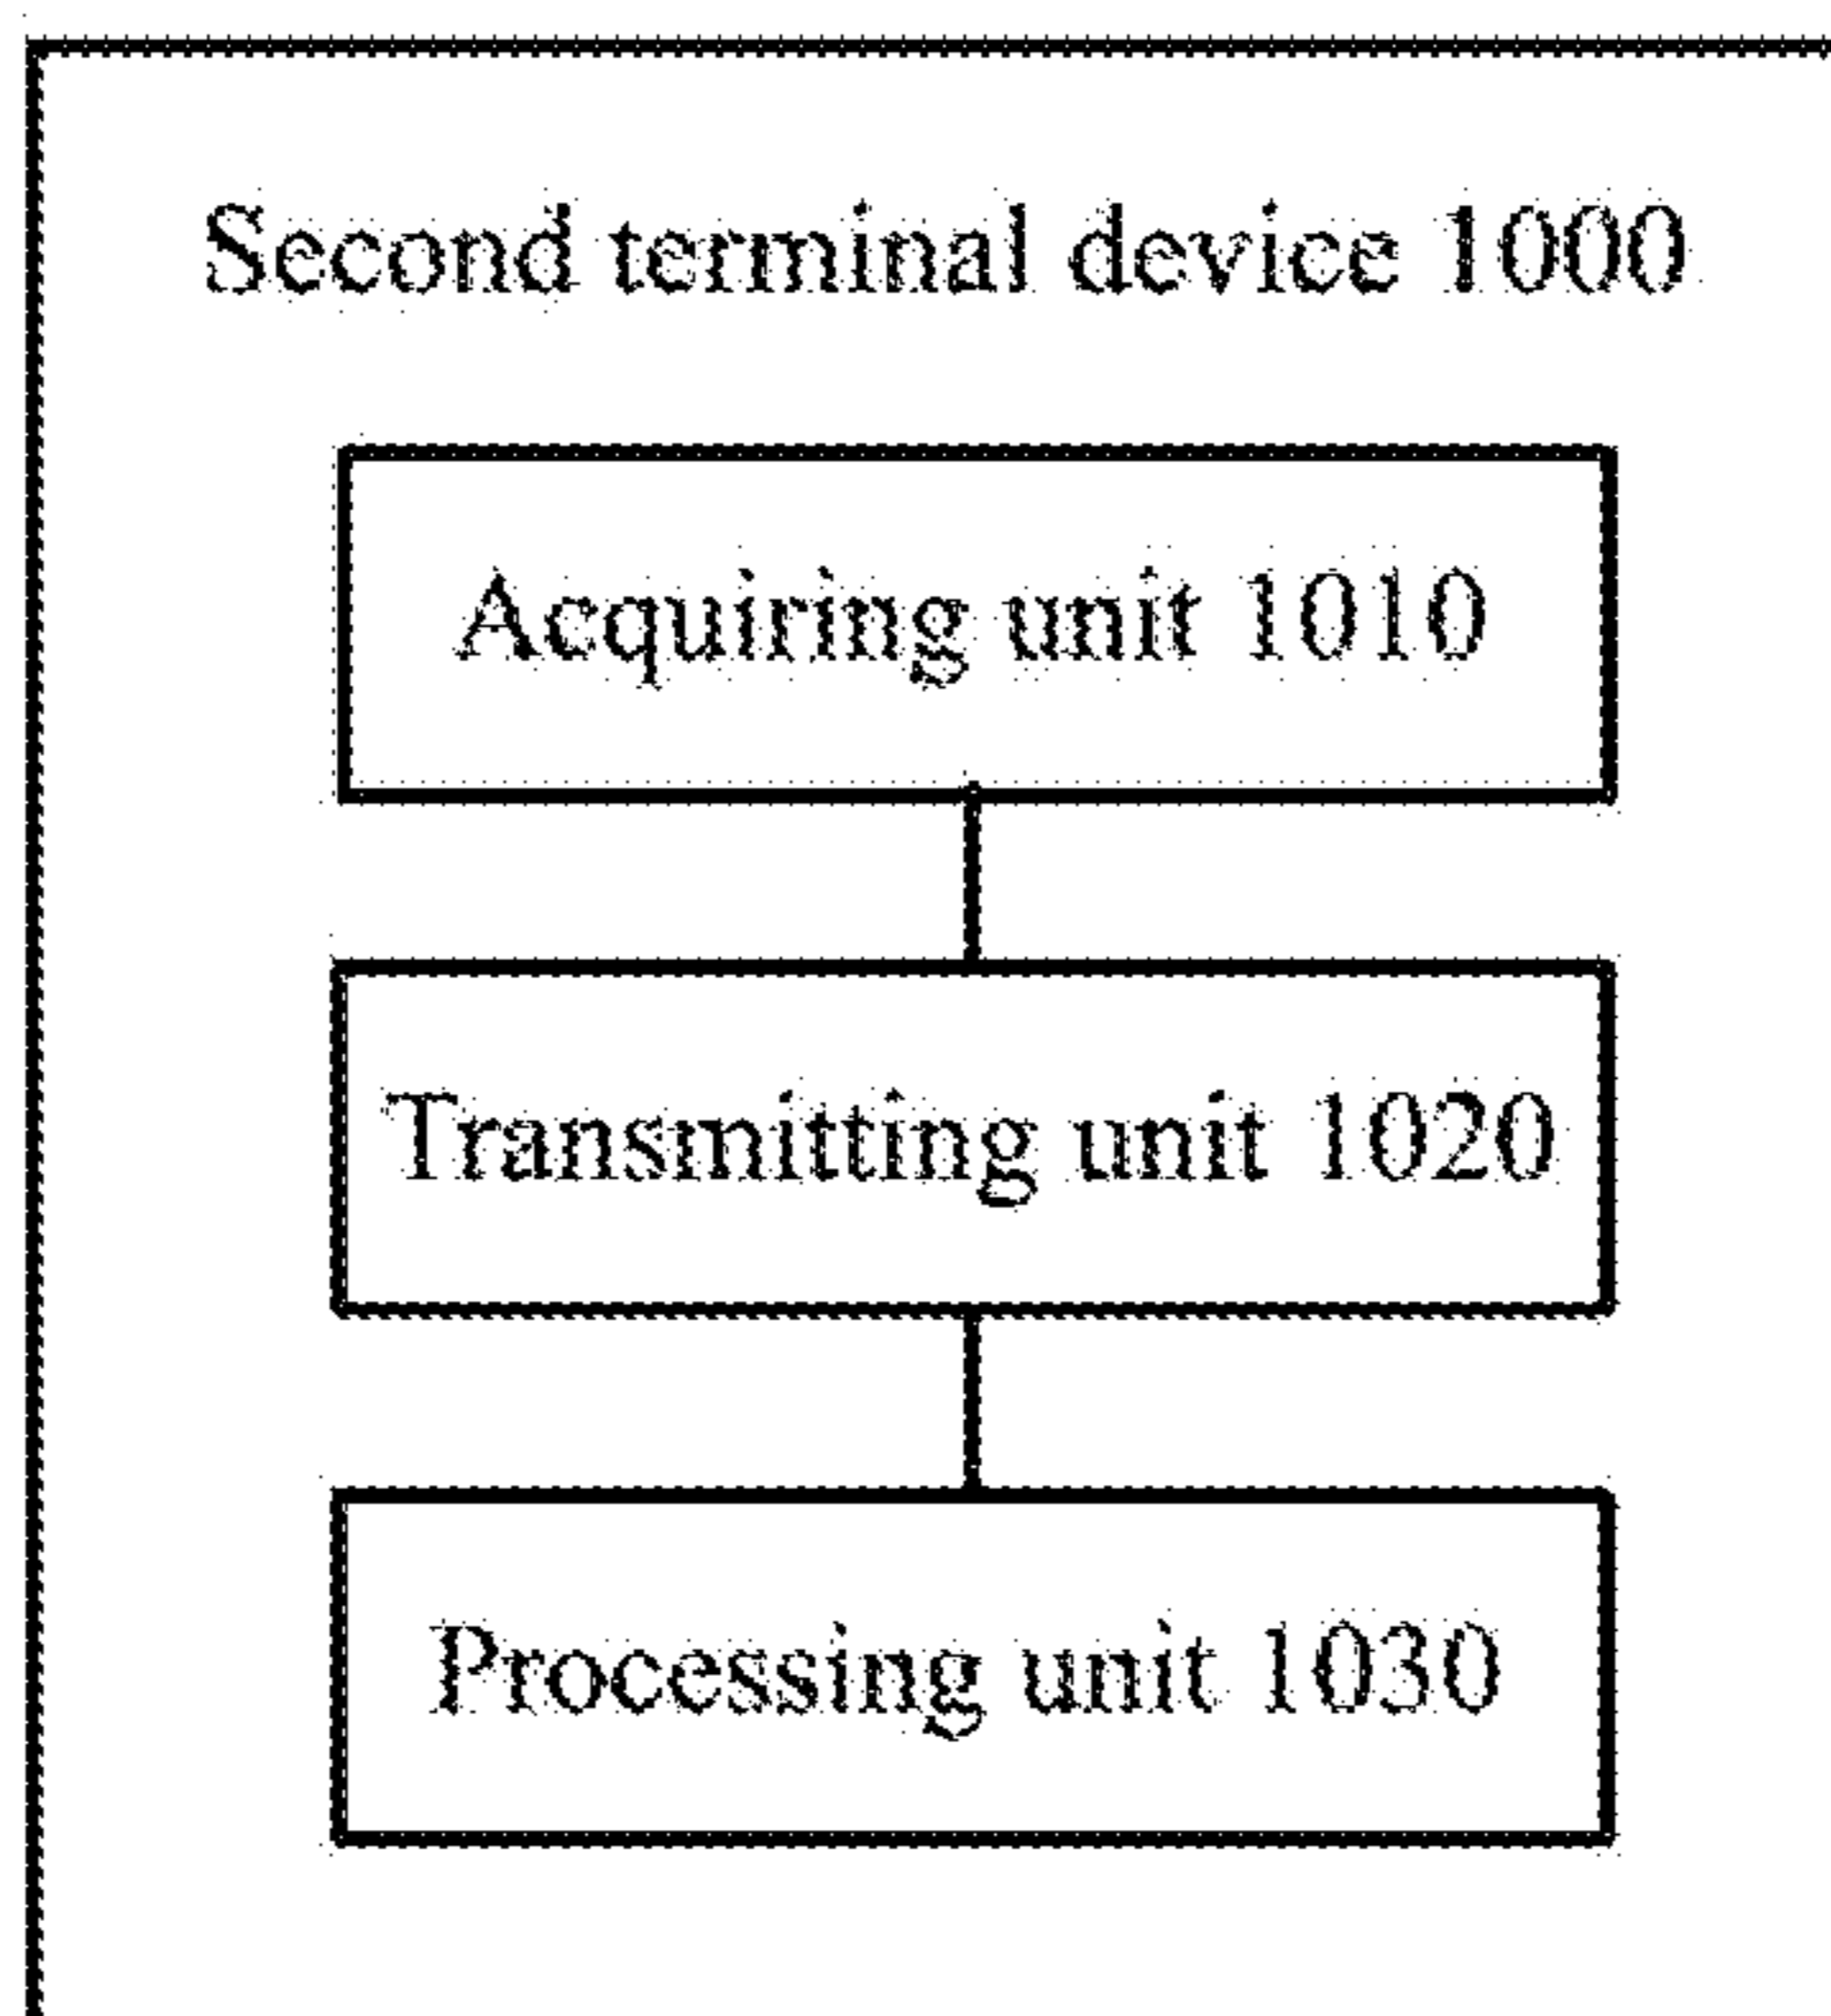 Second terminal device 1000
Acquiring unit 1010
Transmitting unit 1020
Processing unit 1030